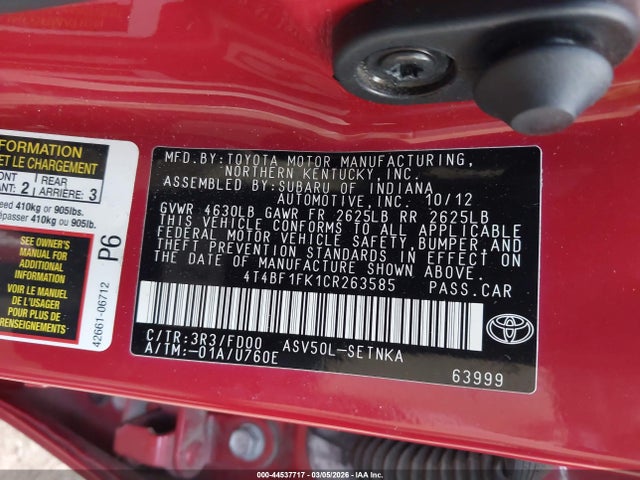 INFORMATION
ET LE CHARGEMENT
ONT
ANT: 2
REAR
ARRIÈRE: 3
eed 410kg or 905lbs.
épasser 410kg ou 905lb.
SEE OWNER'S
MANUAL FOR
ADDITIONAL
INFORMATION
VOIR LE MANUEL
DE L'USAGER
POUR PLUS DE
RENSEIGNEMENTS
P6
42661-06712
MFD.BY:TOYOTA MOTOR MANUFACTURING,
NORTHERN KENTUCKY,INC.
ASSEMBLED BY:SUBARU OF INDIANA
AUTOMOTIVE,INC. 10/12
GVWR 4630LB GAWR FR 2625LB RR 2625LB
THIS VEHICLE CONFORMS TO ALL APPLICABLE
FEDERAL MOTOR VEHICLE SAFETY,BUMPER,AND
THEFT PREVENTION STANDARDS IN EFFECT ON
THE DATE OF MANUFACTURE SHOWN ABOVE.
4T4BF1FK1CR263585 PASS.CAR
C/TR:3R3/FD00 ASV50L-SETNKA
A/TM:-01A/U760E
TOYOTA
63999
000-44537717 - 03/05/2026 - IAA Inc.